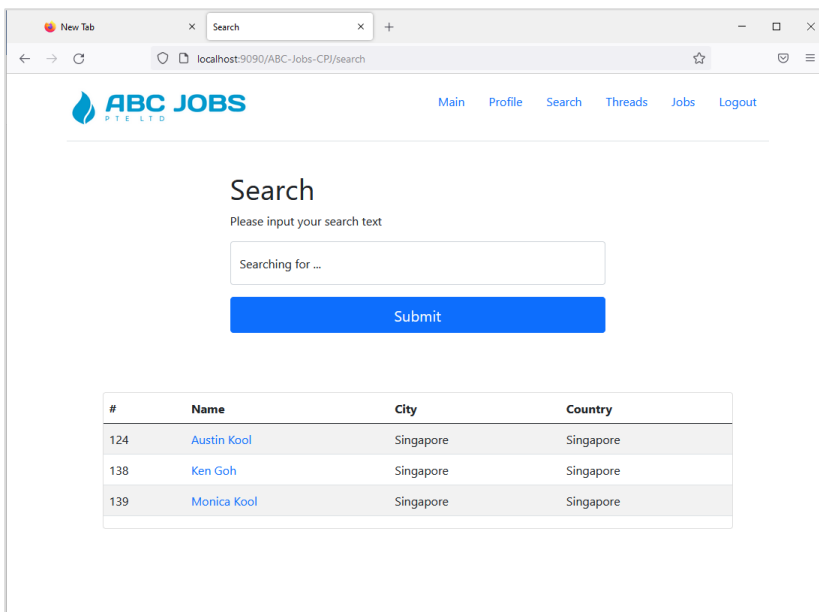 New Tab
Search
localhost:9090/ABC-Jobs-CPJ/search
ABC JOBS
PTE LTD
Main Profile Search Threads Jobs Logout
Search
Please input your search text
Searching for ...
Submit
# Name City Country
124 Austin Kool Singapore Singapore
138 Ken Goh Singapore Singapore
139 Monica Kool Singapore Singapore